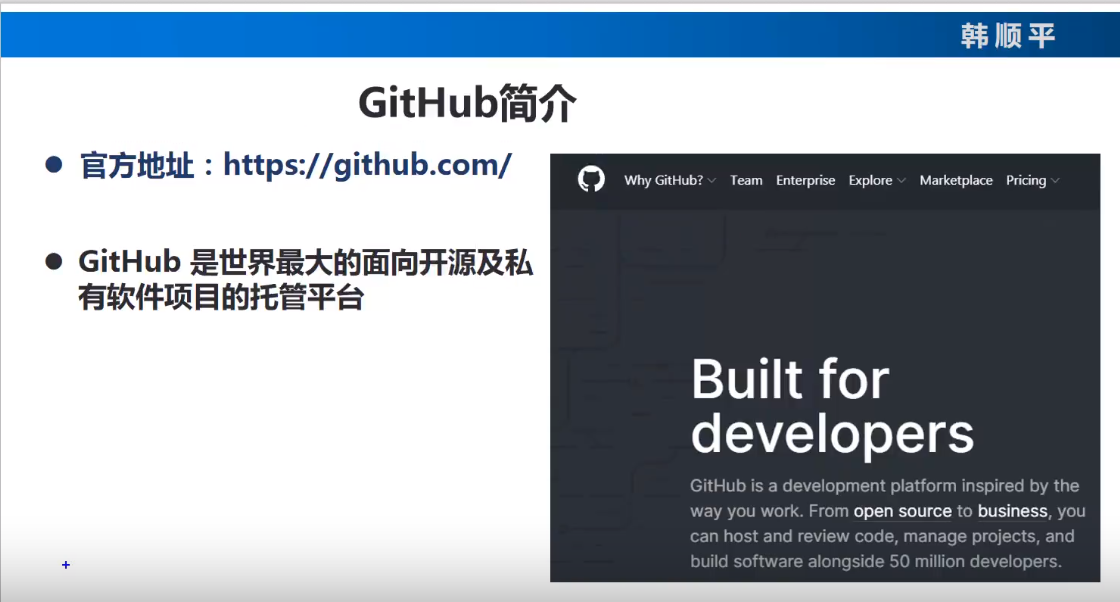 韩顺平
GitHub简介
官方地址：https://github.com/
GitHub 是世界最大的面向开源及私
有软件项目的托管平台
Why GitHub? Team Enterprise Explore Marketplace Pricing
Built for
developers
GitHub is a development platform inspired by the
way you work. From open source to business, you
can host and review code, manage projects, and
build software alongside 50 million developers.